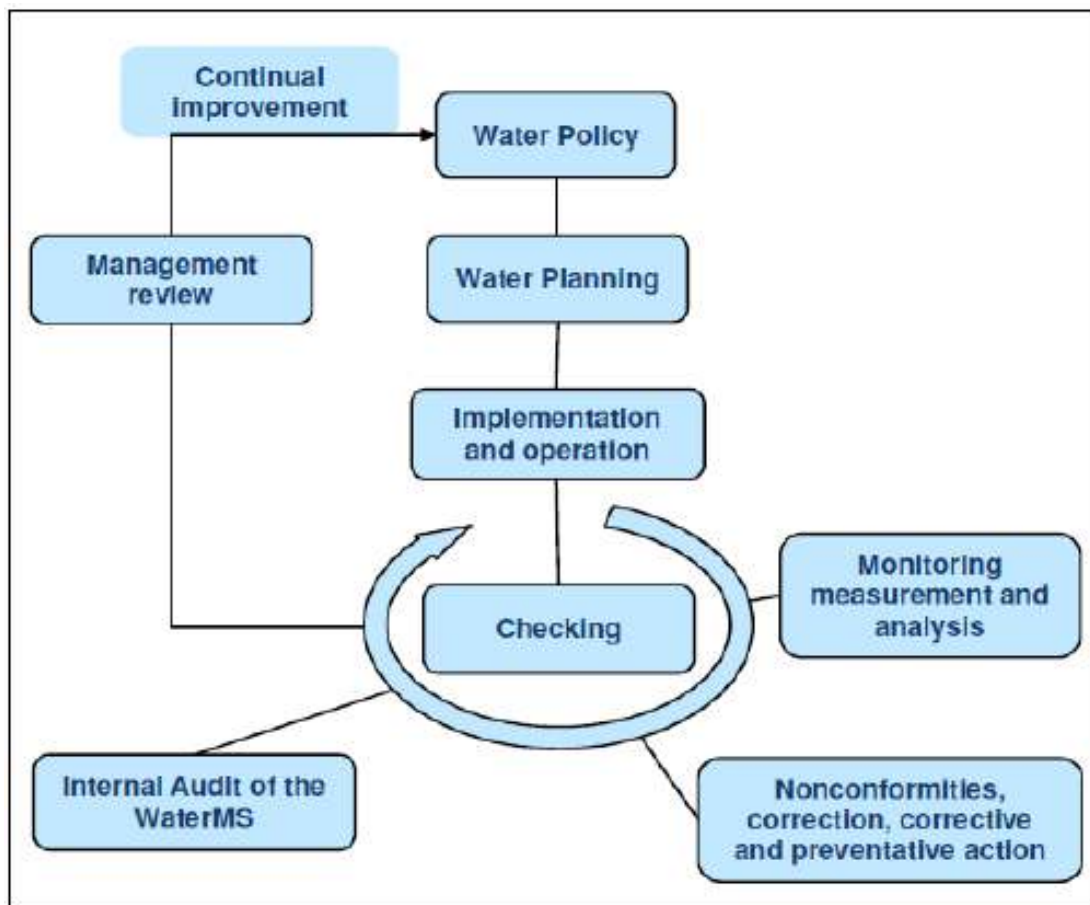 Continual
improvement
Water Policy
Management
review
Water Planning
Implementation
and operation
Monitoring
measurement and
analysis
Checking
Internal Audit of the
WaterMS
Nonconformities,
correction, corrective
and preventative action